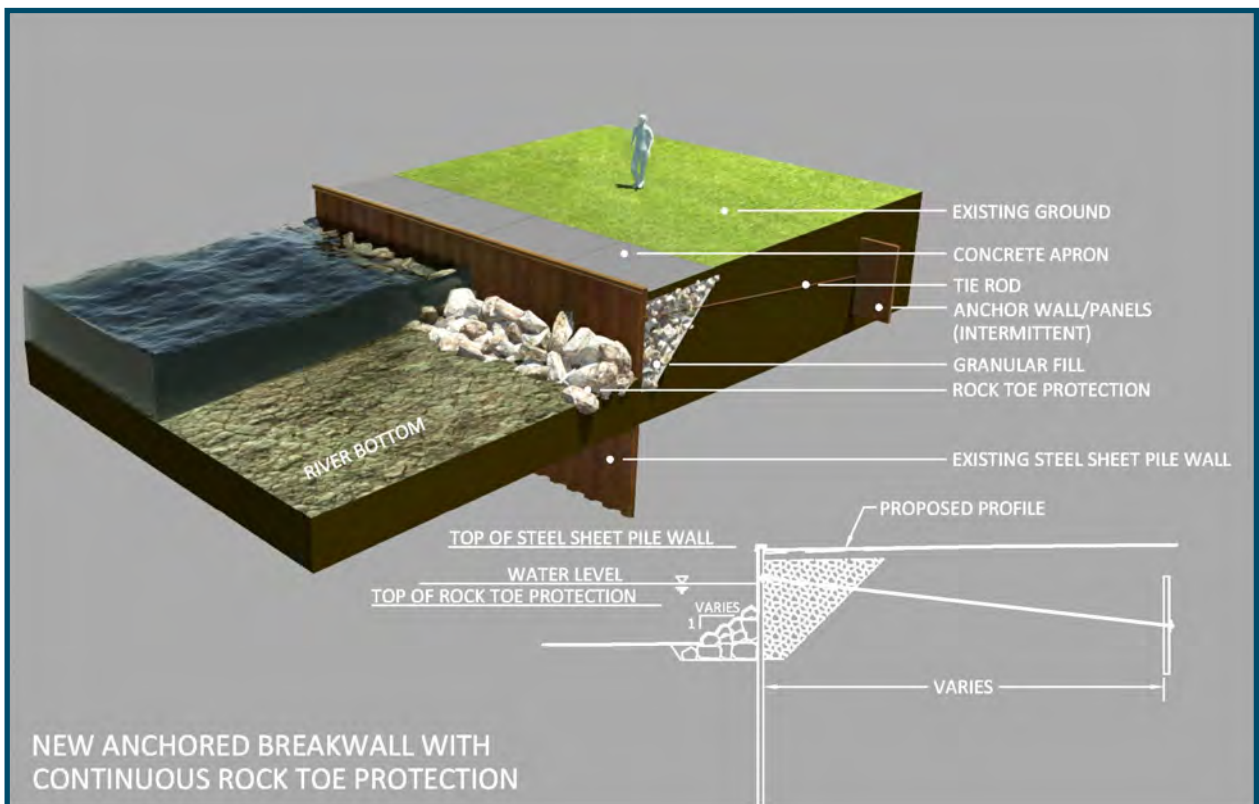 EXISTING GROUND
CONCRETE APRON
TIE ROD
ANCHOR WALL/PANELS
(INTERMITTENT)
GRANULAR FILL
ROCK TOE PROTECTION
RIVER BOTTOM
EXISTING STEEL SHEET PILE WALL
PROPOSED PROFILE
TOP OF STEEL SHEET PILE WALL
WATER LEVEL
TOP OF ROCK TOE PROTECTION
VARIES
1
VARIES
NEW ANCHORED BREAKWALL WITH
CONTINUOUS ROCK TOE PROTECTION